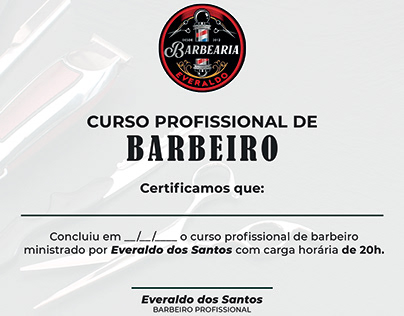 DESDE 2012
BARBEARIA
EVERALDO
CURSO PROFISSIONAL DE
BARBEIRO
Certificamos que:
Concluiu em __/__/____ o curso profissional de barbeiro
ministrado por Everaldo dos Santos com carga horária de 20h.
Everaldo dos Santos
BARBEIRO PROFISSIONAL